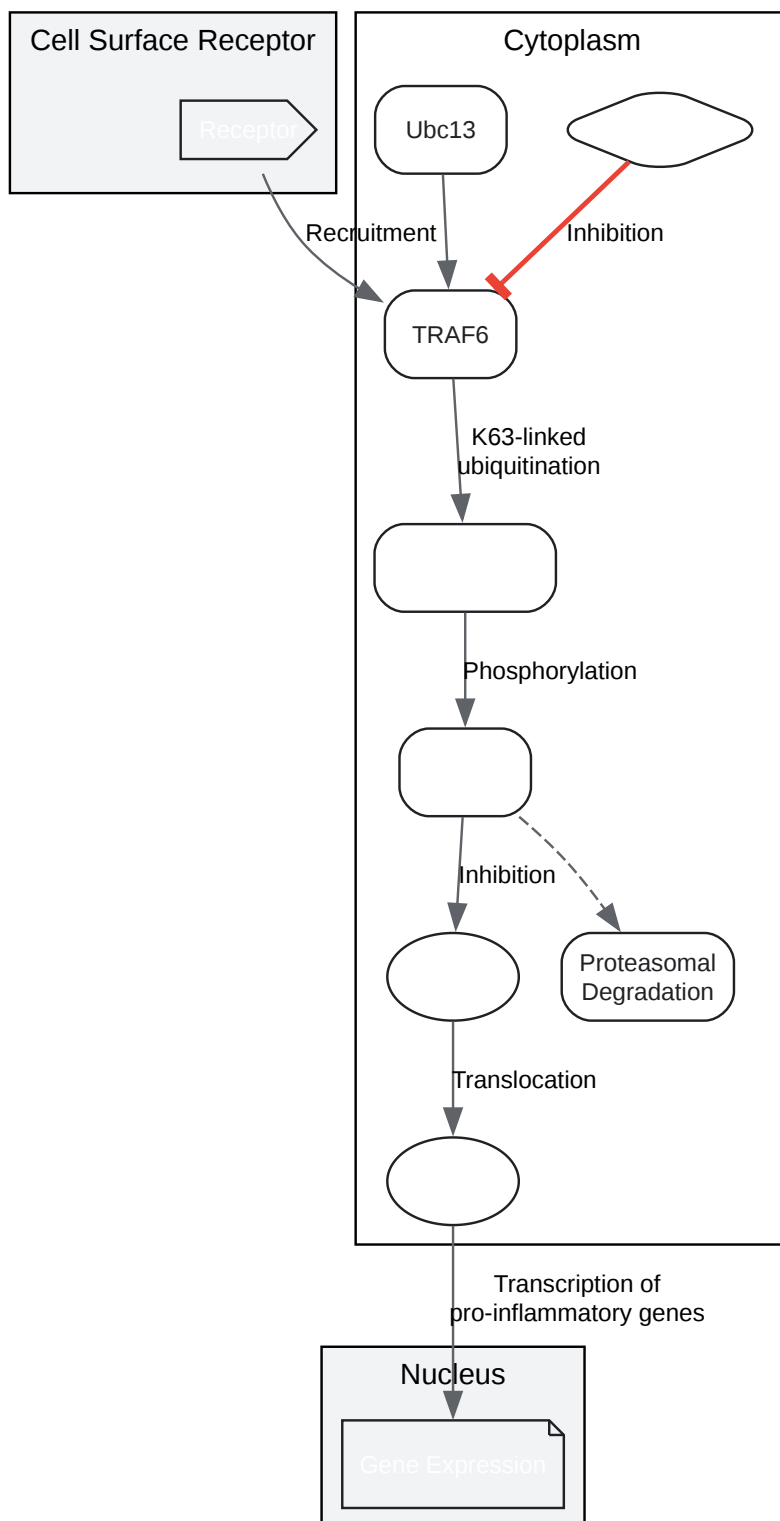 Cell Surface Receptor
Cytoplasm
Receptor
Ubc13
Recruitment
Inhibition
TRAF6
K63-linked
ubiquitination
Phosphorylation
Inhibition
Proteasomal
Degradation
Translocation
Transcription of
pro-inflammatory genes
Nucleus
Gene Expression